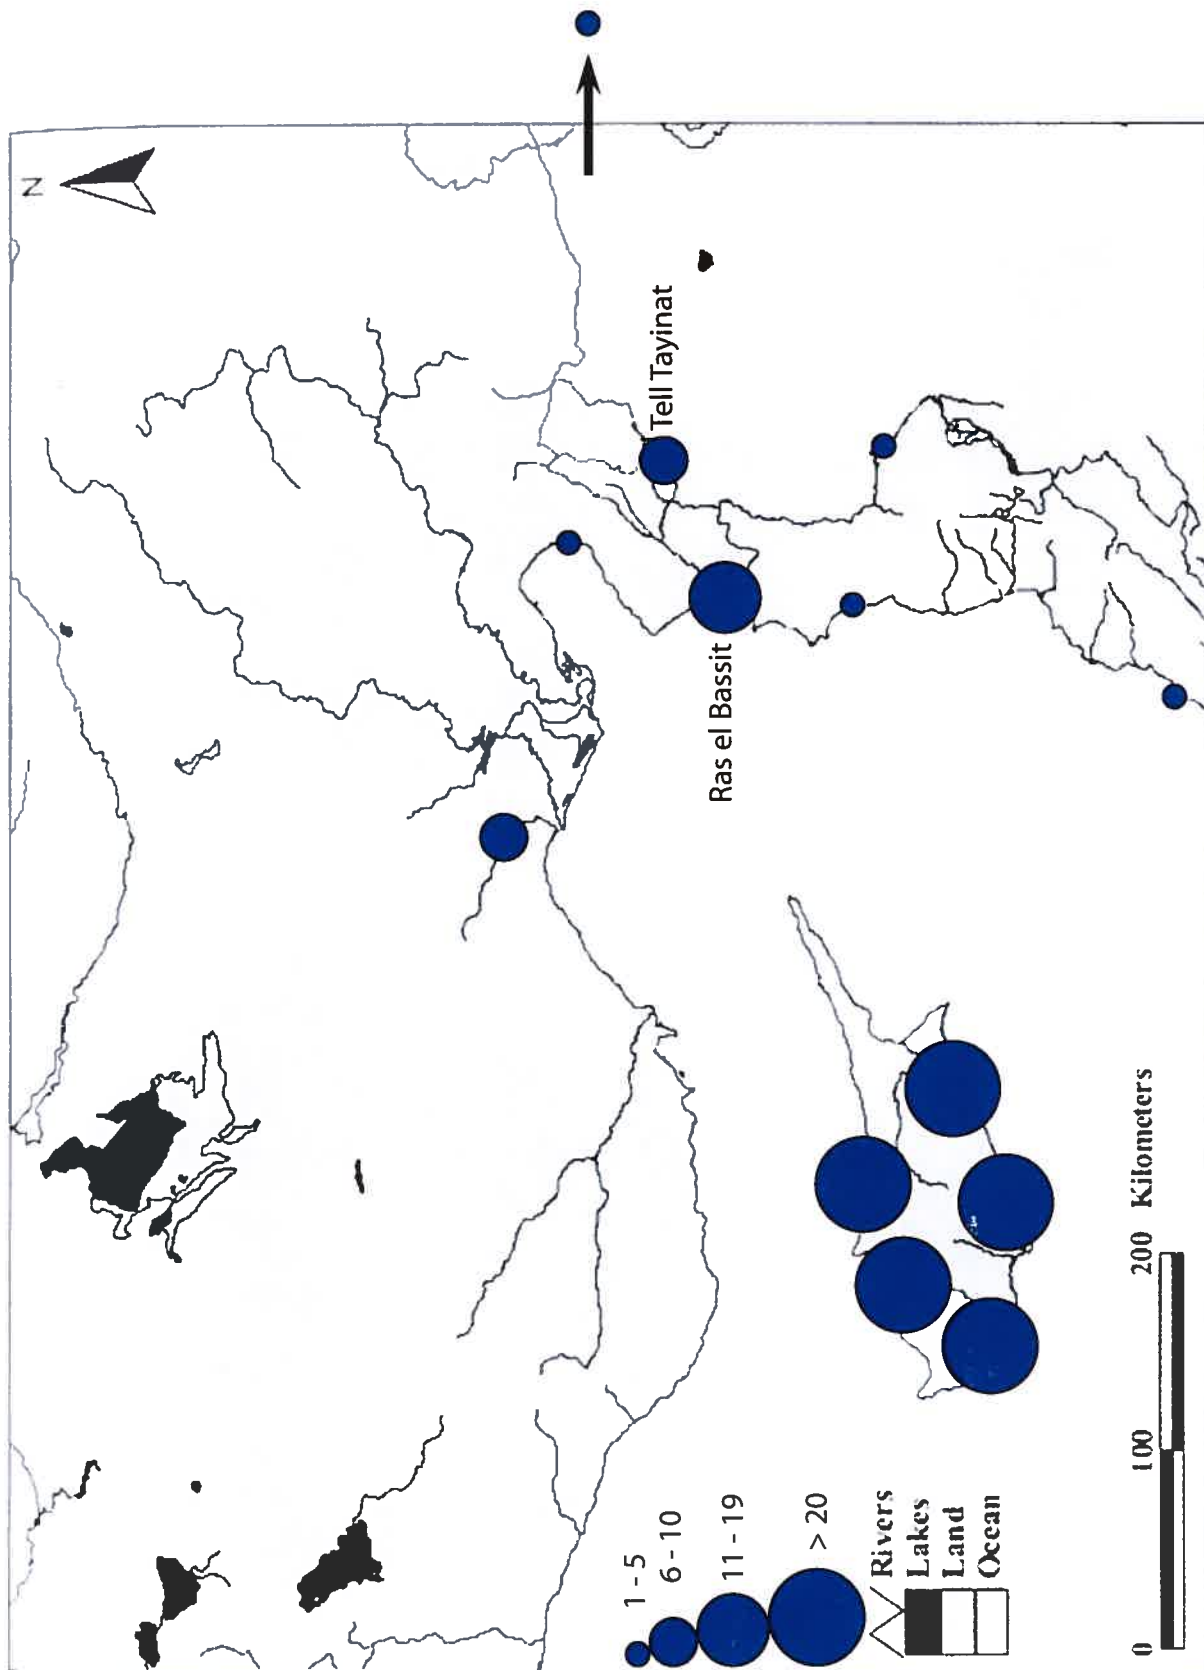 N
Tell Tayinat
Ras el Bassit
1 - 5
6 - 10
11 - 19
> 20
Rivers
Lakes
Land
Ocean
0 100 200 Kilometers